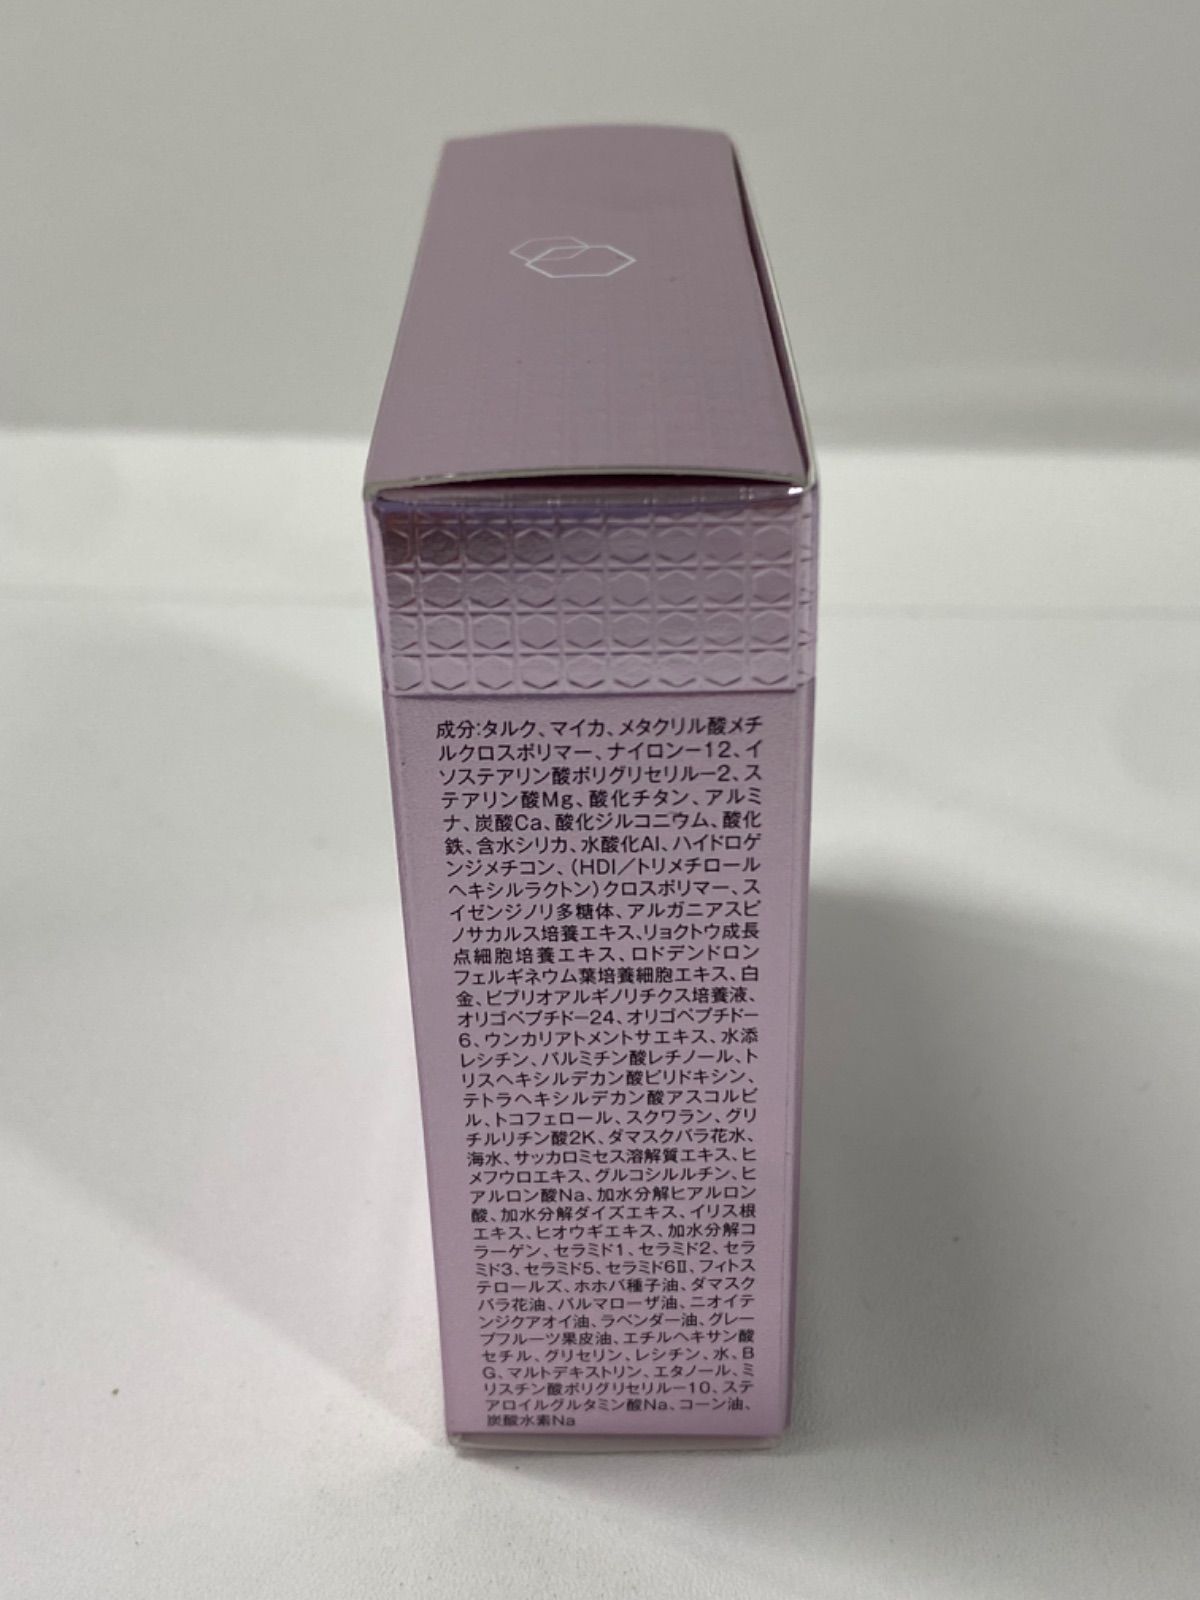 成分:タルク、マイカ、メタクリル酸メチ
ルクロスポリマー、ナイロン－12、イ
ソステアリン酸ポリグリセリル－2、ス
テアリン酸Mg、酸化チタン、アルミ
ナ、炭酸Ca、酸化ジルコニウム、酸化
鉄、含水シリカ、水酸化Al、ハイドロゲ
ンジメチコン、(HDI／トリメチロール
ヘキシルラクトン)クロスポリマー、ス
イゼンジノリ多糖体、アルガニアスピ
ノサカルス培養エキス、リョクトウ成長
点細胞培養エキス、ロドデンドロン
フェルギネウム葉培養細胞エキス、白
金、ビブリオアルギノリチクス培養液、
オリゴペプチド－24、オリゴペプチド－
6、ウンカリアトメントサエキス、水添
レシチン、パルミチン酸レチノール、ト
リスヘキシルデカン酸ピリドキシン、
テトラヘキシルデカン酸アスコルビ
ル、トコフェロール、スクワラン、グリ
チルリチン酸2K、ダマスクバラ花水、
海水、サッカロミセス溶解質エキス、ヒ
メフウロエキス、グルコシルルチン、ヒ
アルロン酸Na、加水分解ヒアルロン
酸、加水分解ダイズエキス、イリス根
エキス、ヒオウギエキス、加水分解コ
ラーゲン、セラミド1、セラミド2、セラ
ミド3、セラミド5、セラミド6Ⅱ、フィトス
テロールズ、ホホバ種子油、ダマスク
バラ花油、パルマローザ油、ニオイテ
ンジクアオイ油、ラベンダー油、グレー
プフルーツ果皮油、エチルヘキサン酸
セチル、グリセリン、レシチン、水、B
G、マルトデキストリン、エタノール、ミ
リスチン酸ポリグリセリル－10、ステ
アロイルグルタミン酸Na、コーン油、
炭酸水素Na